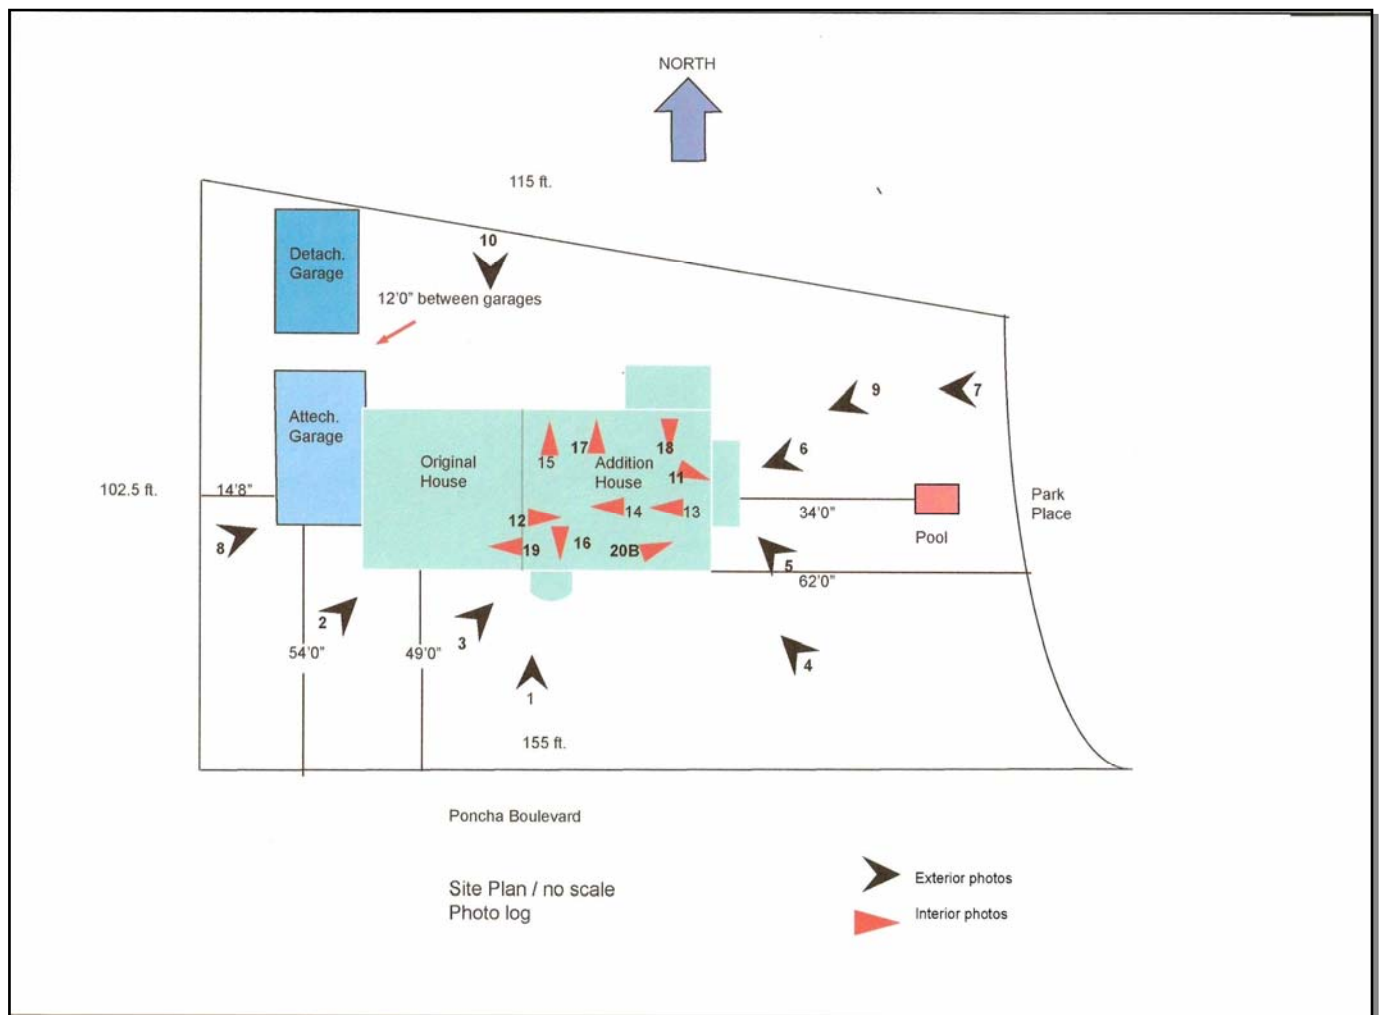 NORTH
115 ft.
10
Detach.
Garage
12'0" between garages
9
7
Attech.
Garage
Original
House
15
17
Addition
House
18
11
6
102.5 ft.
14'8"
12
14
13
34'0"
Pool
Park
Place
8
19
16
20B
5
62'0"
2
54'0"
49'0"
3
4
1
155 ft.
Poncha Boulevard
Site Plan / no scale
Photo log
Exterior photos
Interior photos